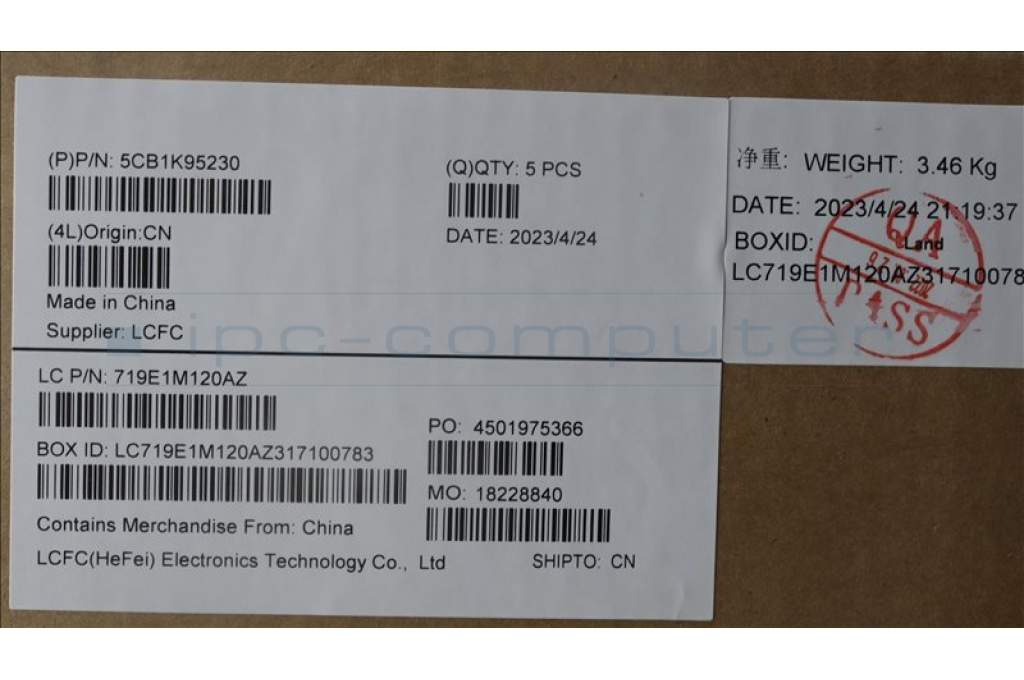 (P)P/N: 5CB1K95230
(Q)QTY: 5 PCS
(4L)Origin:CN
DATE: 2023/4/24
Made in China
Supplier: LCFC
LC P/N: 719E1M120AZ
PO: 4501975366
BOX ID: LC719E1M120AZ317100783
MO: 18228840
Contains Merchandise From: China
LCFC(HeFei) Electronics Technology Co., Ltd
SHIPTO: CN
净重: WEIGHT: 3.46 Kg
DATE: 2023/4/24 21:19:37
BOXID: Land
LC719E1M120AZ31710078
QA
PASS
ipc-computer